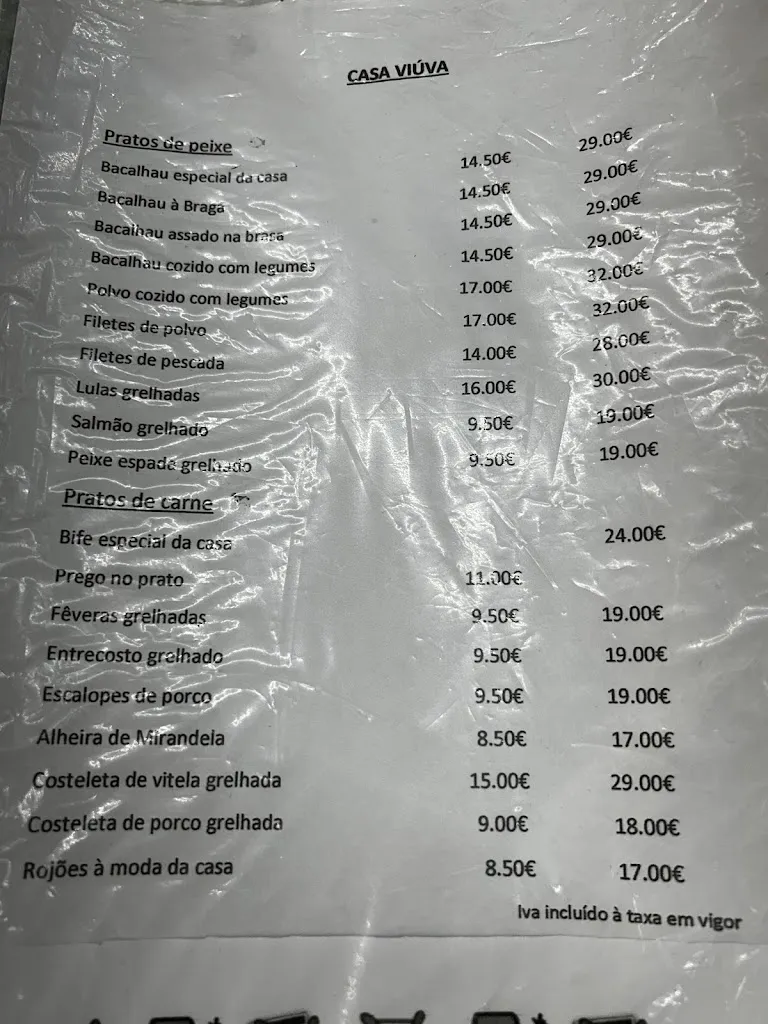 CASA VIÚVA
Pratos de peixe
Bacalhau especial da casa 14.50€ 29.00€
Bacalhau à Braga 14.50€ 29.00€
Bacalhau assado na brasa 14.50€ 29.00€
Bacalhau cozido com legumes 14.50€ 29.00€
Polvo cozido com legumes 17.00€ 32.00€
Filetes de polvo 17.00€ 32.00€
Filetes de pescada 14.00€ 28.00€
Lulas grelhadas 16.00€ 30.00€
Salmão grelhado 9.50€ 19.00€
Peixe espada grelhado 9.50€ 19.00€
Pratos de carne
Bife especial da casa 24.00€
Prego no prato 11.00€
Fêveras grelhadas 9.50€ 19.00€
Entrecosto grelhado 9.50€ 19.00€
Escalopes de porco 9.50€ 19.00€
Alheira de Mirandela 8.50€ 17.00€
Costeleta de vitela grelhada 15.00€ 29.00€
Costeleta de porco grelhada 9.00€ 18.00€
Rojões à moda da casa 8.50€ 17.00€
Iva incluído à taxa em vigor